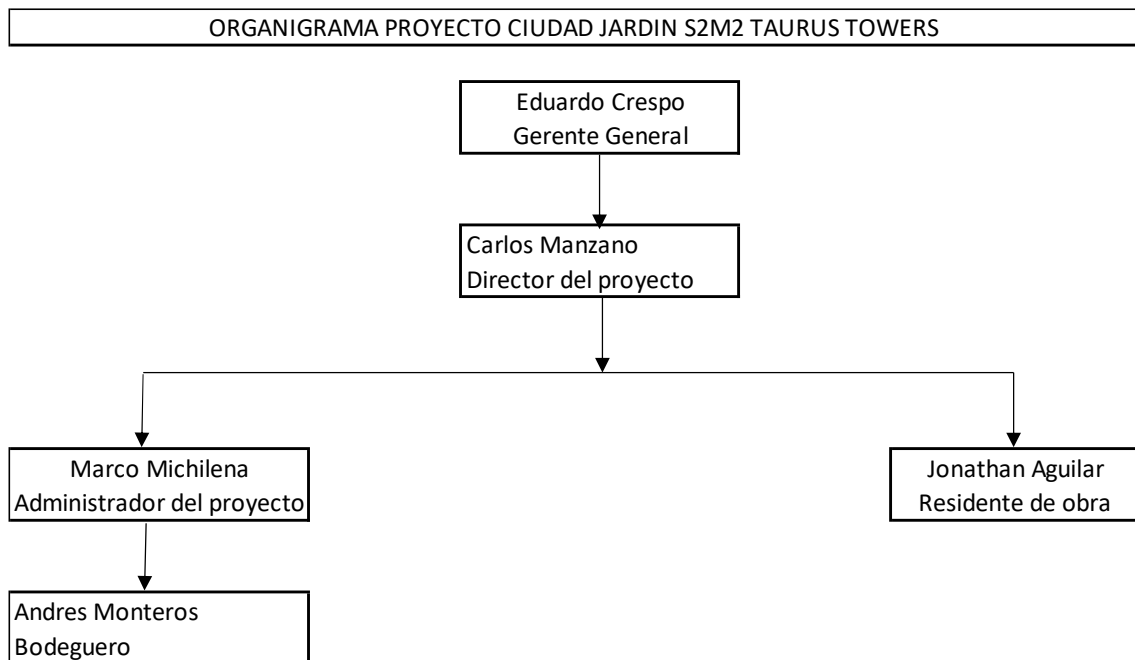 ORGANIGRAMA PROYECTO CIUDAD JARDIN S2M2 TAURUS TOWERS
Eduardo Crespo
Gerente General
Carlos Manzano
Director del proyecto
Marco Michilena
Administrador del proyecto
Jonathan Aguilar
Residente de obra
Andres Monteros
Bodeguero